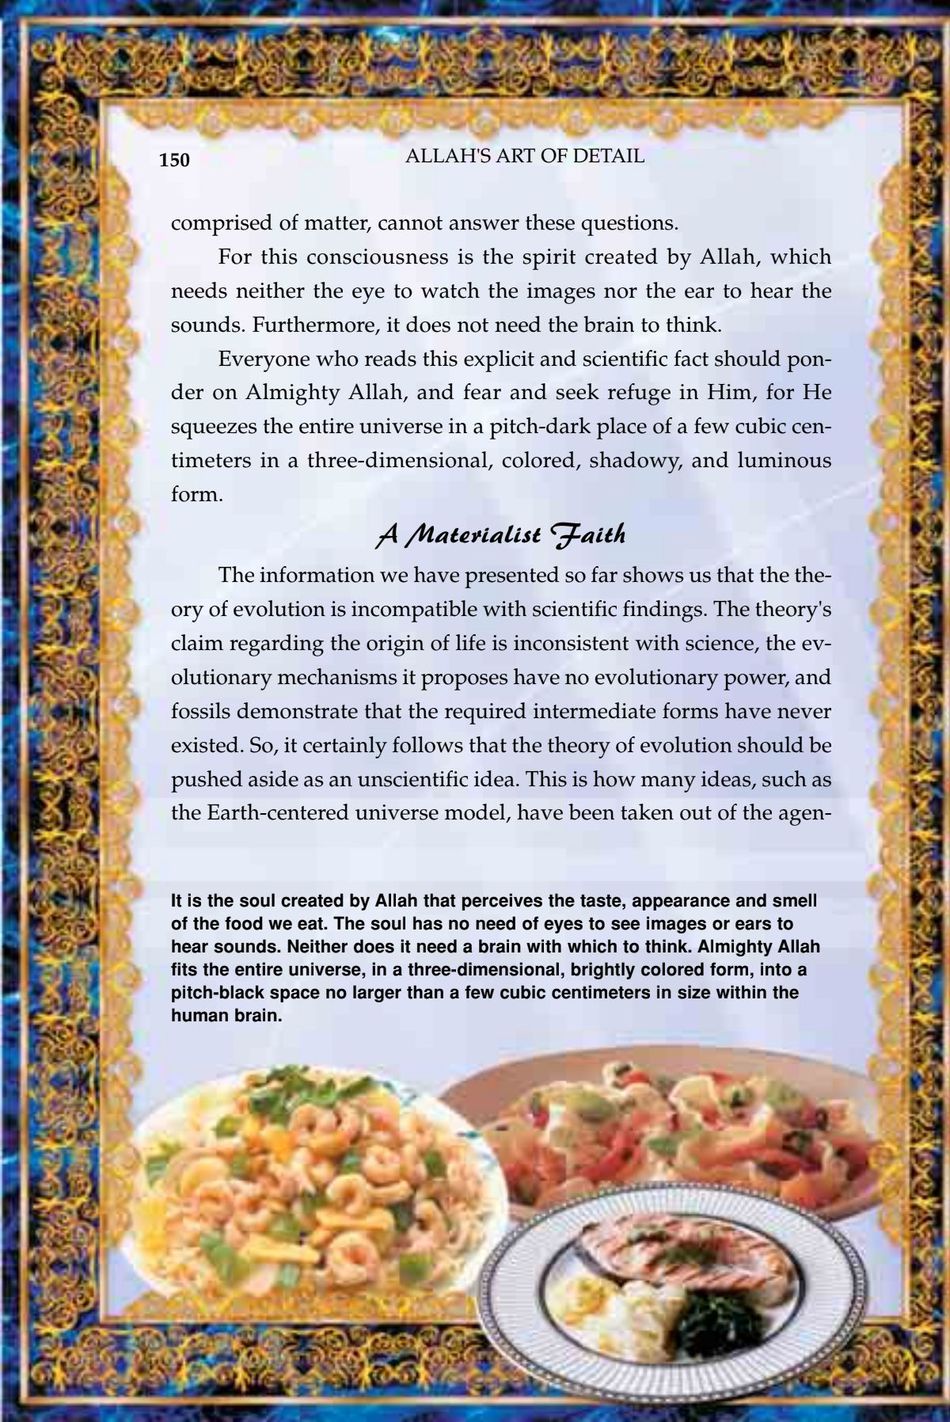 150
ALLAH'S ART OF DETAIL
comprised of matter, cannot answer these questions.
For this consciousness is the spirit created by Allah, which
needs neither the eye to watch the images nor the ear to hear the
sounds. Furthermore, it does not need the brain to think.
Everyone who reads this explicit and scientific fact should pon-
der on Almighty Allah, and fear and seek refuge in Him, for He
squeezes the entire universe in a pitch-dark place of a few cubic cen-
timeters in a three-dimensional, colored, shadowy, and luminous
form.
A Materialist Faith
The information we have presented so far shows us that the the-
ory of evolution is incompatible with scientific findings. The theory's
claim regarding the origin of life is inconsistent with science, the ev-
olutionary mechanisms it proposes have no evolutionary power, and
fossils demonstrate that the required intermediate forms have never
existed. So, it certainly follows that the theory of evolution should be
pushed aside as an unscientific idea. This is how many ideas, such as
the Earth-centered universe model, have been taken out of the agen-
It is the soul created by Allah that perceives the taste, appearance and smell
of the food we eat. The soul has no need of eyes to see images or ears to
hear sounds. Neither does it need a brain with which to think. Almighty Allah
fits the entire universe, in a three-dimensional, brightly colored form, into a
pitch-black space no larger than a few cubic centimeters in size within the
human brain.